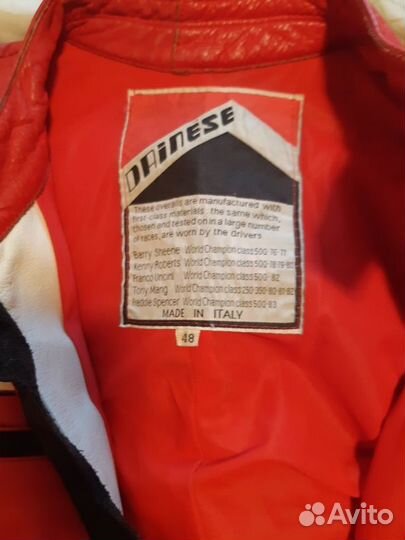 DAiNESE
These overalls are manufactured with
first-class materials the same which,
chosen and tested on in a large number
of races, are worn by the drivers
Barry Sheene World Champion class 500-76-77
Kenny Roberts World Champion class 500-78-79-80
Franco Uncini World Champion class 500-82
Tony Mang World Champion class 250-350-80-81-82
Freddie Spencer World Champion class 500-83
MADE IN ITALY
48
Avito